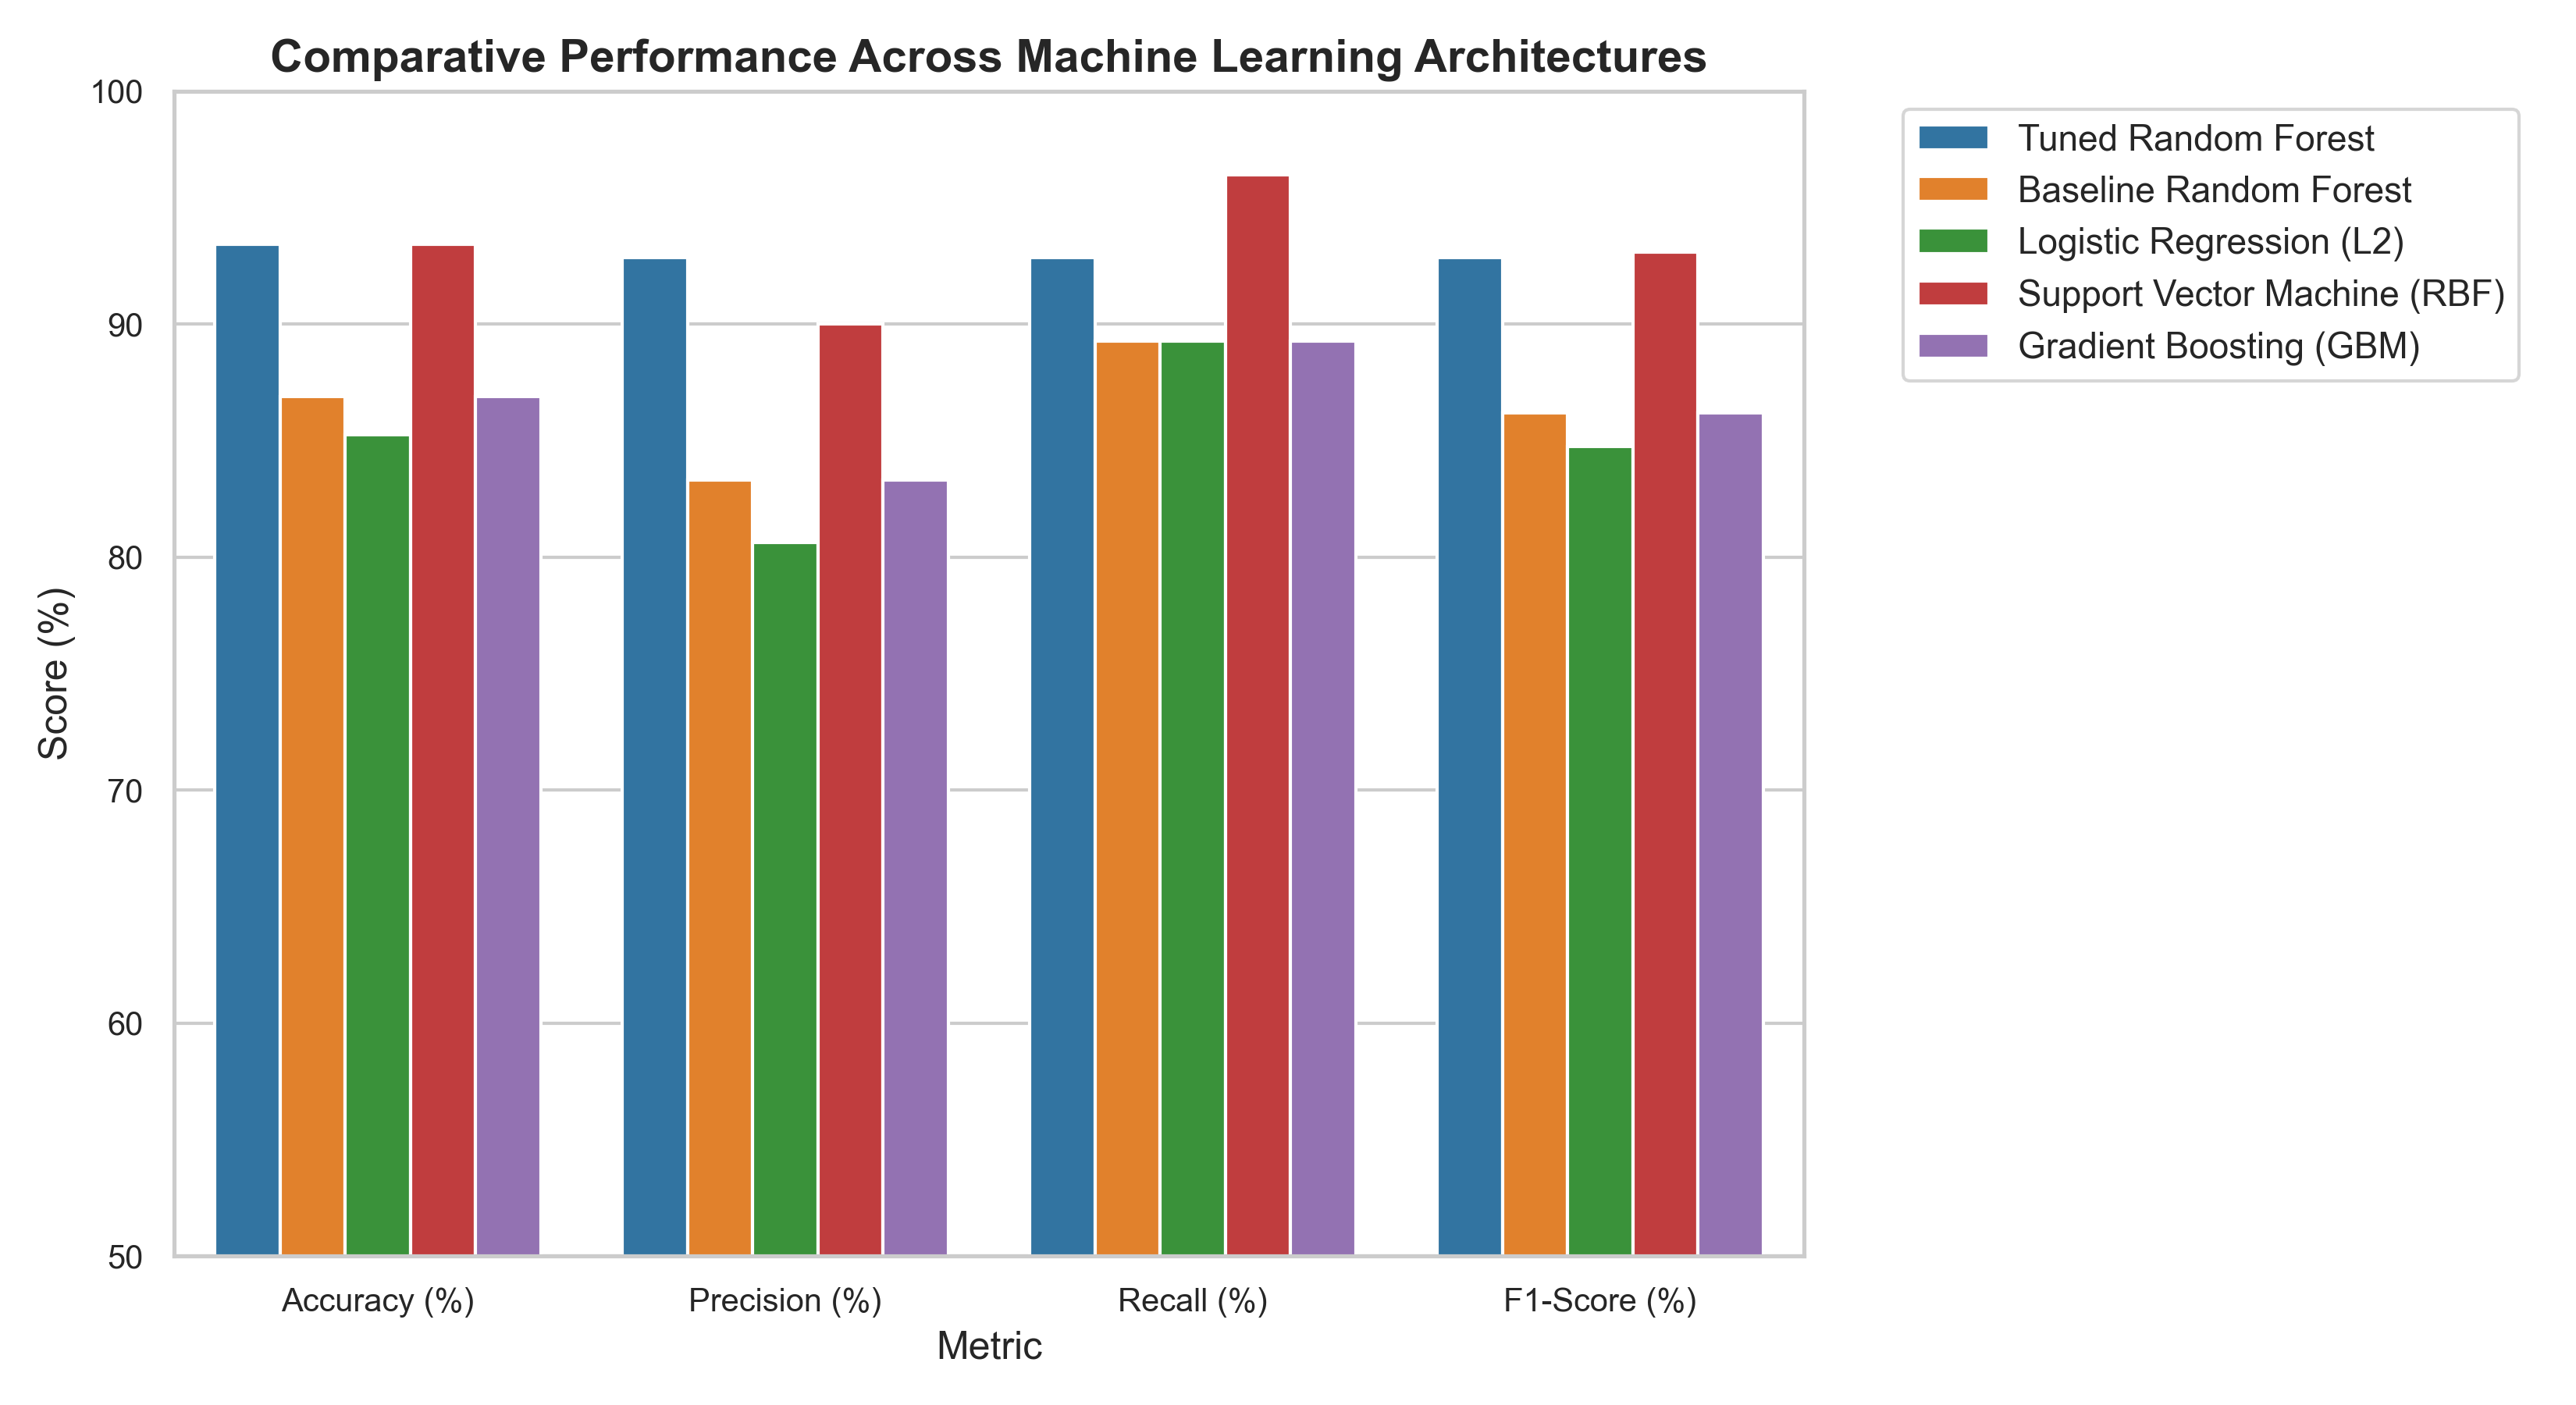 Comparative Performance Across Machine Learning Architectures
100
90
80
70
60
50
Score (%)
Accuracy (%)
Precision (%)
Recall (%)
F1-Score (%)
Metric
Tuned Random Forest
Baseline Random Forest
Logistic Regression (L2)
Support Vector Machine (RBF)
Gradient Boosting (GBM)